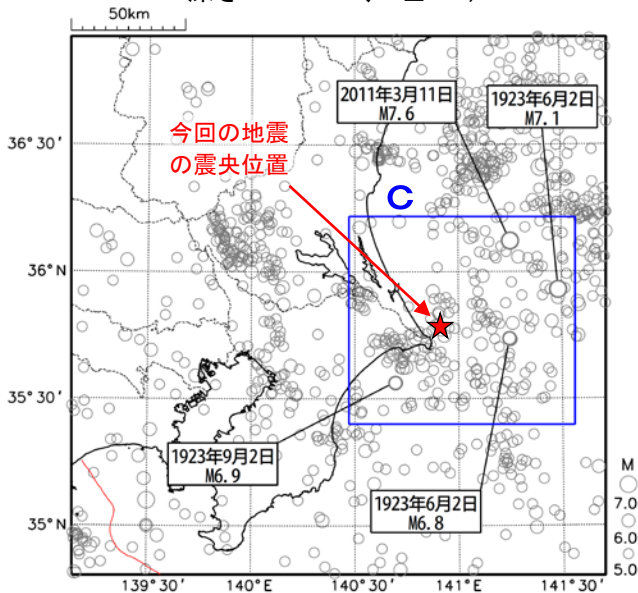 50km
2011年3月11日
M7.6
1923年6月2日
M7.1
今回の地震
の震央位置
C
36°30′
36°N
35°30′
35°N
1923年9月2日
M6.9
1923年6月2日
M6.8
M
7.0
6.0
5.0
139°30′
140°E
140°30′
141°E
141°30′